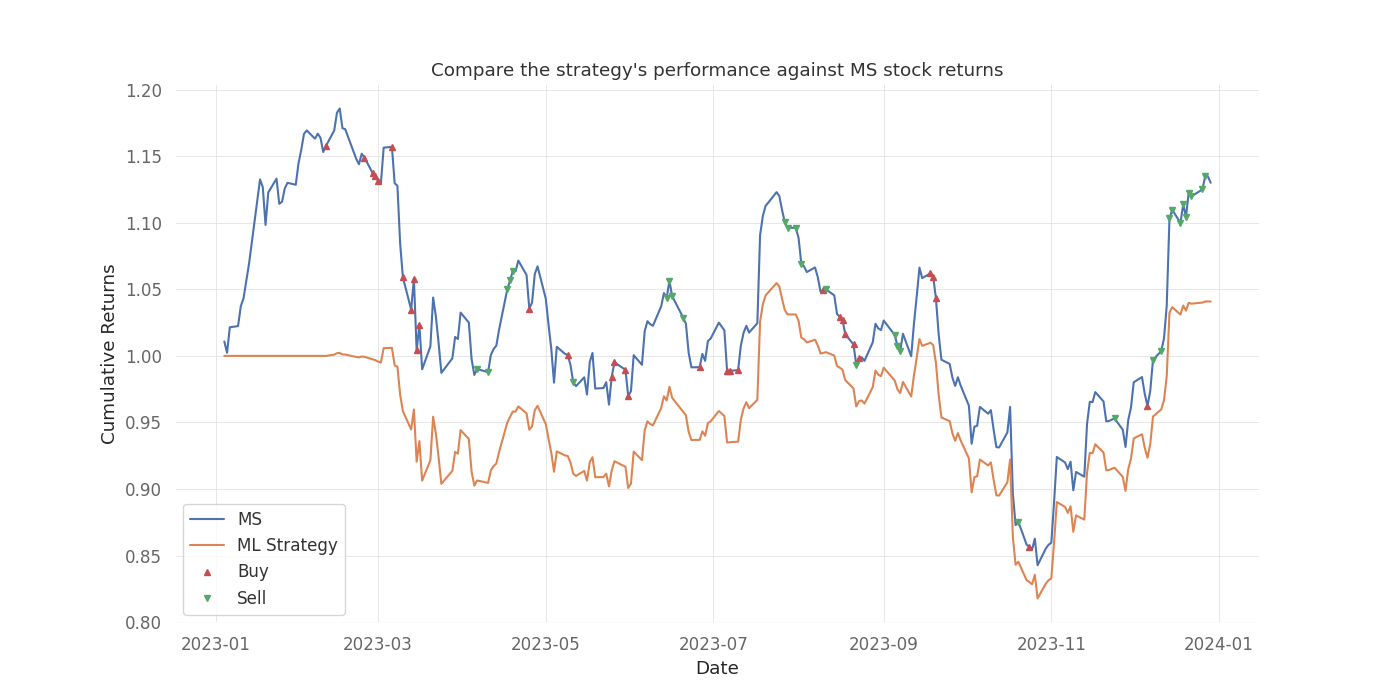 Compare the strategy's performance against MS stock returns
1.20
1.15
1.10
1.05
1.00
0.95
0.90
0.85
0.80
Cumulative Returns
MS
ML Strategy
Buy
Sell
2023-01 2023-03 2023-05 2023-07 2023-09 2023-11 2024-01
Date